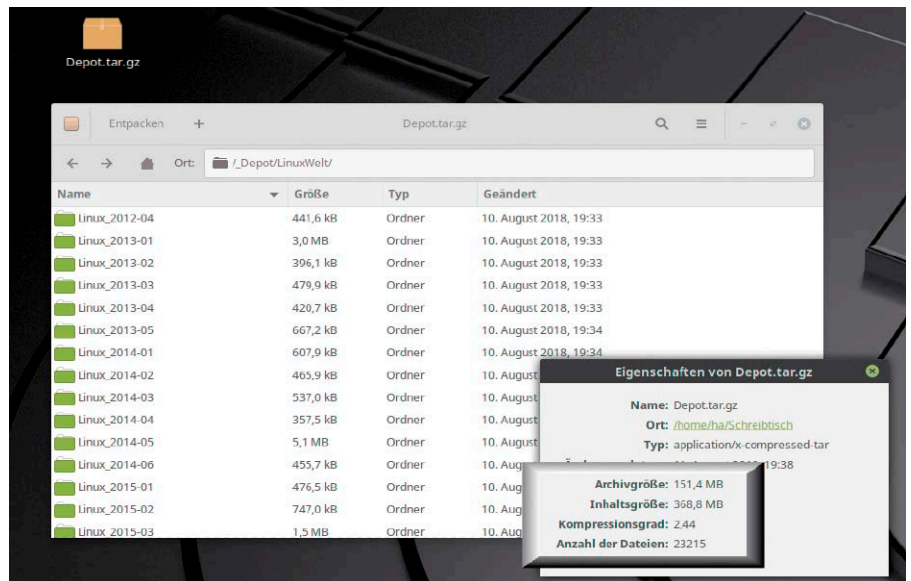 Depot.tar.gz
Entpacken + Depot.tar.gz
Ort: /_Depot/LinuxWelt/
Name Größe Typ Geändert
Linux_2012-04 441,6 kB Ordner 10. August 2018, 19:33
Linux_2013-01 3,0 MB Ordner 10. August 2018, 19:33
Linux_2013-02 396,1 kB Ordner 10. August 2018, 19:33
Linux_2013-03 479,9 kB Ordner 10. August 2018, 19:33
Linux_2013-04 420,7 kB Ordner 10. August 2018, 19:33
Linux_2013-05 667,2 kB Ordner 10. August 2018, 19:34
Linux_2014-01 607,9 kB Ordner 10. August 2018, 19:34
Linux_2014-02 465,9 kB Ordner 10. August
Linux_2014-03 537,0 kB Ordner 10. August
Linux_2014-04 357,5 kB Ordner 10. August
Linux_2014-05 5,1 MB Ordner 10. August
Linux_2014-06 455,7 kB Ordner 10. Aug
Linux_2015-01 476,5 kB Ordner 10. Aug
Linux_2015-02 747,0 kB Ordner 10. Aug
Linux_2015-03 1,5 MB Ordner 10. Aug
Eigenschaften von Depot.tar.gz
Name: Depot.tar.gz
Ort: /home/ha/Schreibtisch
Typ: application/x-compressed-tar
19:38
Archivgröße: 151,4 MB
Inhaltsgröße: 368,8 MB
Kompressionsgrad: 2,44
Anzahl der Dateien: 23215